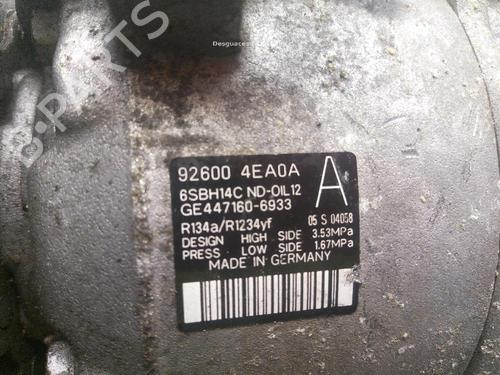 Desguaces
B-PARTS
92600 4EA0A
A
6SBH14C ND-OIL12
GE447160-6933
R134a/R1234yf 05 S 04058
DESIGN HIGH SIDE 3.53MPa
PRESS LOW SIDE 1.67MPa
MADE IN GERMANY